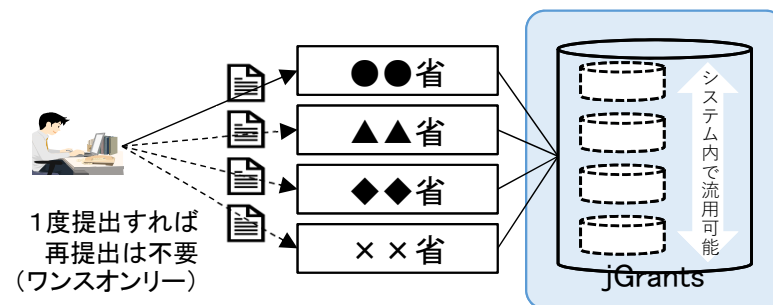 ●●省
▲▲省
◆◆省
××省
1度提出すれば
再提出は不要
（ワンスオンリー）
システム内で流用可能
jGrants